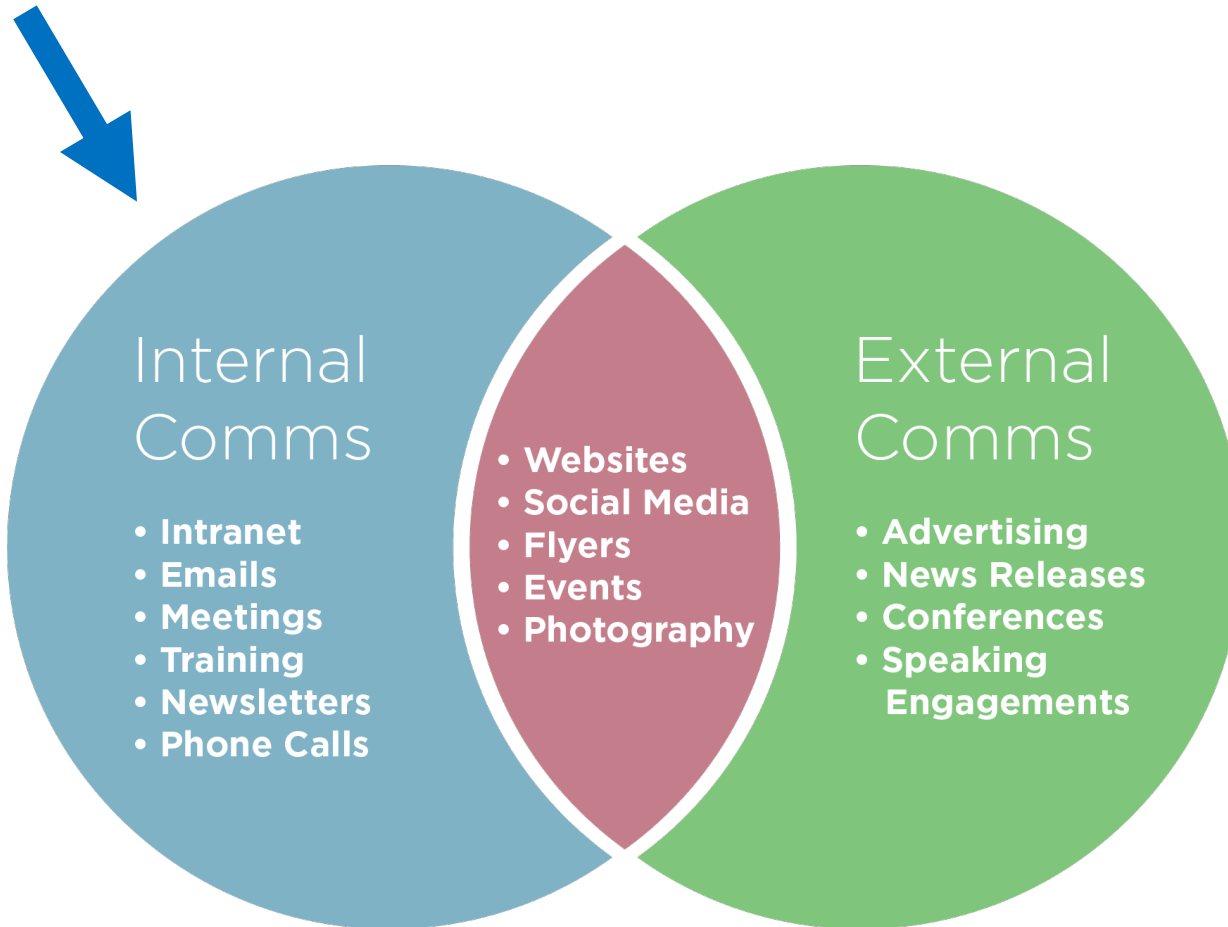 Internal
Comms
• Intranet
• Emails
• Meetings
• Training
• Newsletters
• Phone Calls
• Websites
• Social Media
• Flyers
• Events
• Photography
External
Comms
• Advertising
• News Releases
• Conferences
• Speaking
Engagements